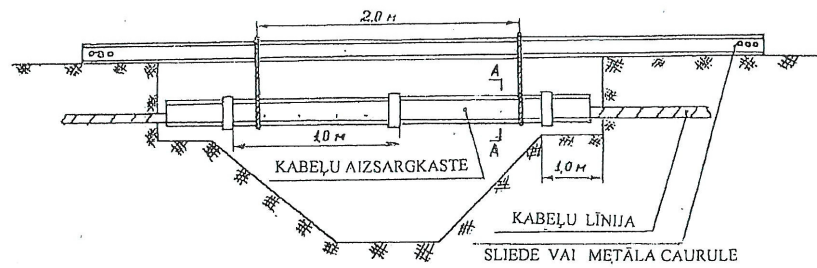 2,0 м
A
1,0 м
A
KABEĻU AIZSARGKASTE
1,0 м
KABEĻU LĪNIJA
SLIEDE VAI METĀLA CAURULE